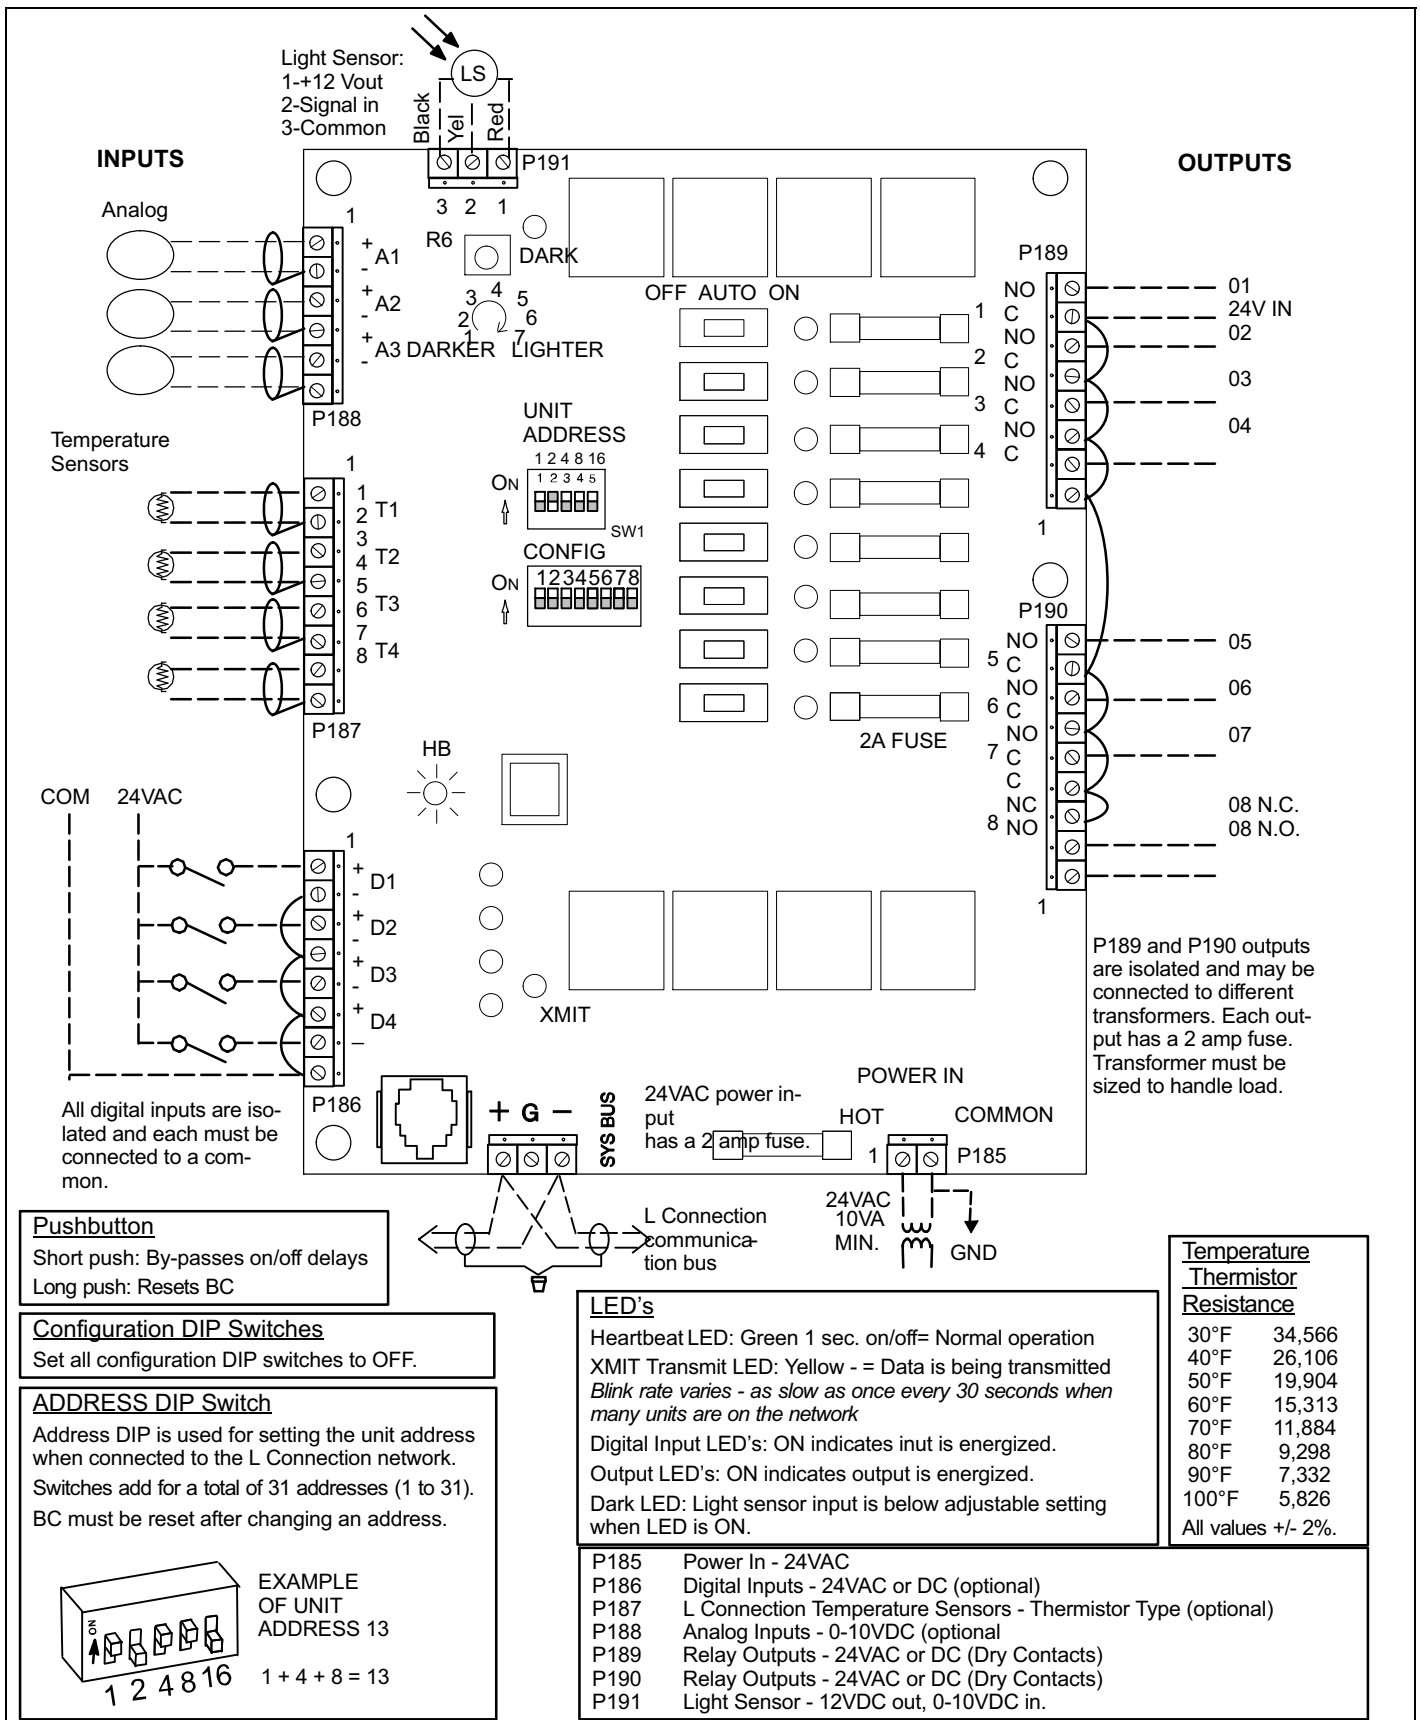 Light Sensor:
1-+12 Vout
2-Signal in
3-Common
LS
Black
Yel
Red
P191
3 2 1
INPUTS
OUTPUTS
Analog
1
+
A1
-
+
A2
-
+
A3
-
P188
R6
DARK
1 2 3 4 5 6 7
DARKER LIGHTER
OFF AUTO ON
1
2
3
4
P189
NO
C
NO
C
NO
C
NO
C
1
01
24V IN
02
03
04
Temperature
Sensors
1
1
2 T1
3
4 T2
5
6 T3
7
8 T4
P187
UNIT
ADDRESS
1 2 4 8 16
1 2 3 4 5
ON
SW1
CONFIG
12345678
ON
2A FUSE
P190
NO
5 C
NO
6 C
NO
7 C
C
NC
8 NO
1
05
06
07
08 N.C.
08 N.O.
HB
COM 24VAC
1
+
D1
-
+
D2
-
+
D3
-
+
D4
–
P186
XMIT
P189 and P190 outputs
are isolated and may be
connected to different
transformers. Each out-
put has a 2 amp fuse.
Transformer must be
sized to handle load.
All digital inputs are iso-
lated and each must be
connected to a com-
mon.
+ G –
SYS BUS
24VAC power in-
put
has a 2 amp fuse.
POWER IN
HOT
COMMON
1
P185
24VAC
10VA
MIN.
GND
L Connection
communica-
tion bus
Pushbutton
Short push: By-passes on/off delays
Long push: Resets BC
Configuration DIP Switches
Set all configuration DIP switches to OFF.
ADDRESS DIP Switch
Address DIP is used for setting the unit address
when connected to the L Connection network.
Switches add for a total of 31 addresses (1 to 31).
BC must be reset after changing an address.
ON
1 2 4 8 16
EXAMPLE
OF UNIT
ADDRESS 13
1 + 4 + 8 = 13
LED's
Heartbeat LED: Green 1 sec. on/off= Normal operation
XMIT Transmit LED: Yellow - = Data is being transmitted
Blink rate varies - as slow as once every 30 seconds when
many units are on the network
Digital Input LED's: ON indicates inut is energized.
Output LED's: ON indicates output is energized.
Dark LED: Light sensor input is below adjustable setting
when LED is ON.
Temperature
Thermistor
Resistance
30°F 34,566
40°F 26,106
50°F 19,904
60°F 15,313
70°F 11,884
80°F 9,298
90°F 7,332
100°F 5,826
All values +/- 2%.
P185 Power In - 24VAC
P186 Digital Inputs - 24VAC or DC (optional)
P187 L Connection Temperature Sensors - Thermistor Type (optional)
P188 Analog Inputs - 0-10VDC (optional
P189 Relay Outputs - 24VAC or DC (Dry Contacts)
P190 Relay Outputs - 24VAC or DC (Dry Contacts)
P191 Light Sensor - 12VDC out, 0-10VDC in.